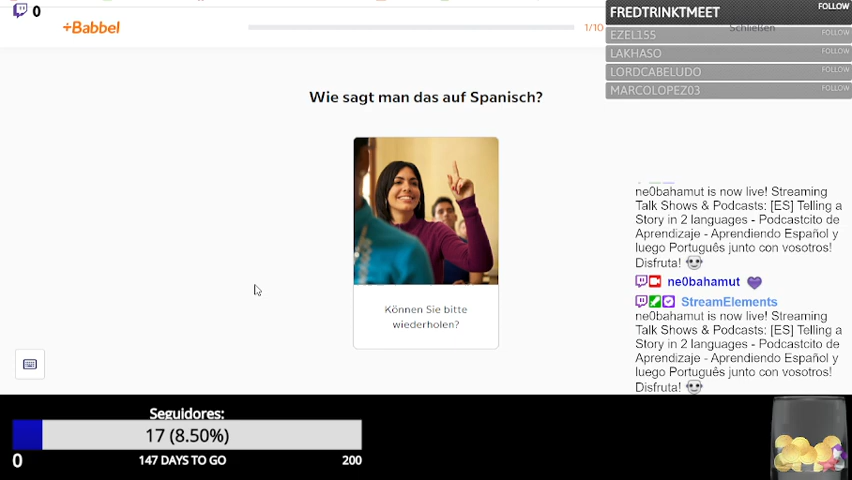 0
+Babbel
1/10
Schließen
FREDTRINKTMEET FOLLOW
EZEL155 FOLLOW
LAKHASO FOLLOW
LORDCABELUDO FOLLOW
MARCOLOPEZ03 FOLLOW
Wie sagt man das auf Spanisch?
Können Sie bitte
wiederholen?
ne0bahamut is now live! Streaming
Talk Shows & Podcasts: [ES] Telling a
Story in 2 languages - Podcastcito de
Aprendizaje - Aprendiendo Español y
luego Português junto con vosotros!
Disfruta!
ne0bahamut
StreamElements
ne0bahamut is now live! Streaming
Talk Shows & Podcasts: [ES] Telling a
Story in 2 languages - Podcastcito de
Aprendizaje - Aprendiendo Español y
luego Português junto con vosotros!
Disfruta!
Seguidores:
17 (8.50%)
0 147 DAYS TO GO 200